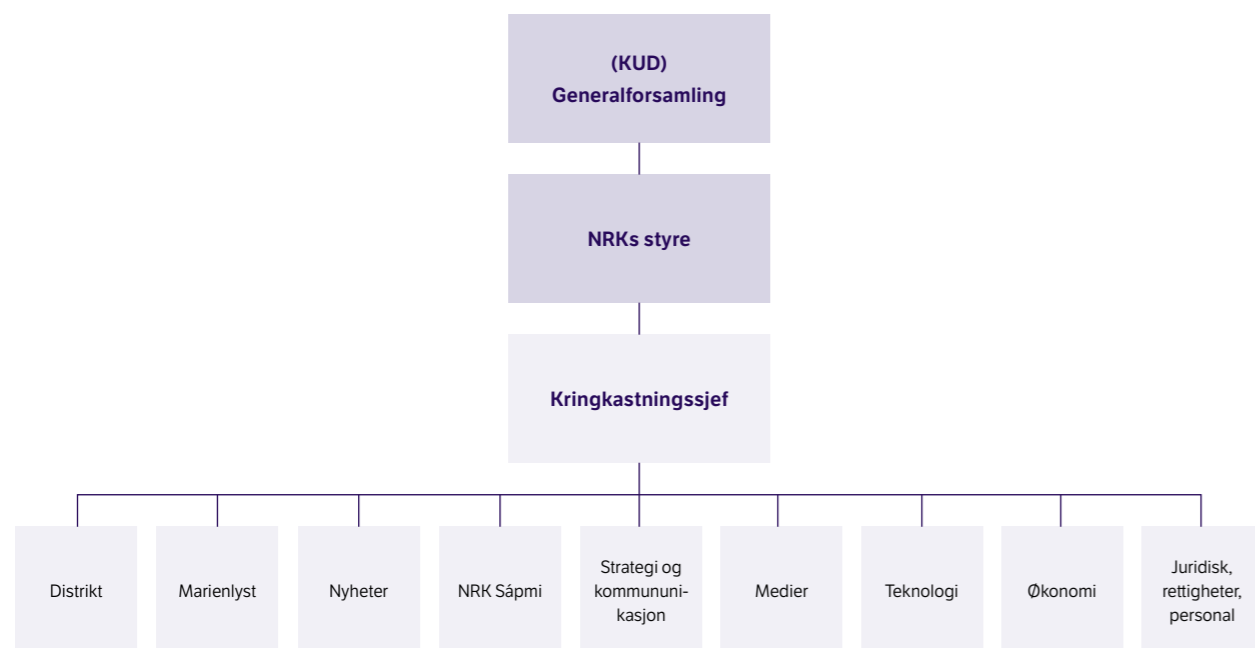 (KUD)
Generalforsamling
NRKs styre
Kringkastningssjef
Distrikt
Marienlyst
Nyheter
NRK Sápmi
Strategi og
kommununi-
kasjon
Medier
Teknologi
Økonomi
Juridisk,
rettigheter,
personal